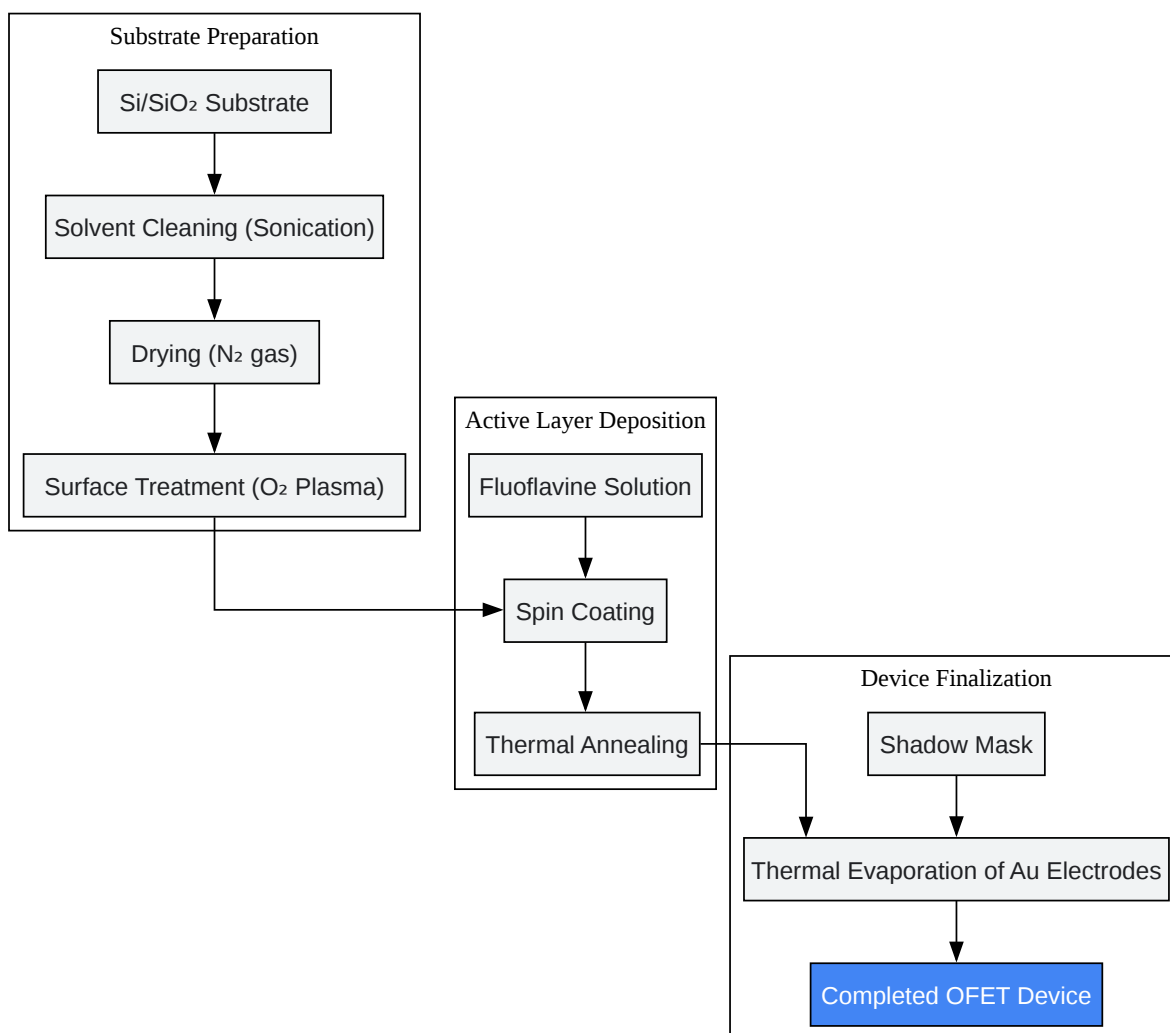 Substrate Preparation
Si/SiO₂ Substrate
Solvent Cleaning (Sonication)
Drying (N₂ gas)
Surface Treatment (O₂ Plasma)
Active Layer Deposition
Fluoflavine Solution
Spin Coating
Thermal Annealing
Device Finalization
Shadow Mask
Thermal Evaporation of Au Electrodes
Completed OFET Device